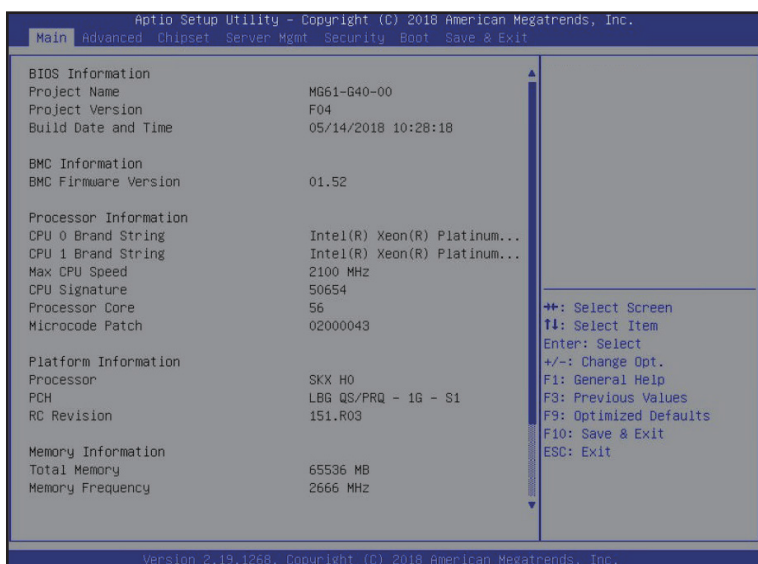 Aptio Setup Utility – Copyright (C) 2018 American Megatrends, Inc.
Main Advanced Chipset Server Mgmt Security Boot Save & Exit
BIOS Information
Project Name MG61-G40-00
Project Version F04
Build Date and Time 05/14/2018 10:28:18
BMC Information
BMC Firmware Version 01.52
Processor Information
CPU 0 Brand String Intel(R) Xeon(R) Platinum...
CPU 1 Brand String Intel(R) Xeon(R) Platinum...
Max CPU Speed 2100 MHz
CPU Signature 50654
Processor Core 56
Microcode Patch 02000043
Platform Information
Processor SKX H0
PCH LBG QS/PRQ - 1G - S1
RC Revision 151.R03
Memory Information
Total Memory 65536 MB
Memory Frequency 2666 MHz
→←: Select Screen
↑↓: Select Item
Enter: Select
+/-: Change Opt.
F1: General Help
F3: Previous Values
F9: Optimized Defaults
F10: Save & Exit
ESC: Exit
Version 2.19.1268. Copyright (C) 2018 American Megatrends, Inc.